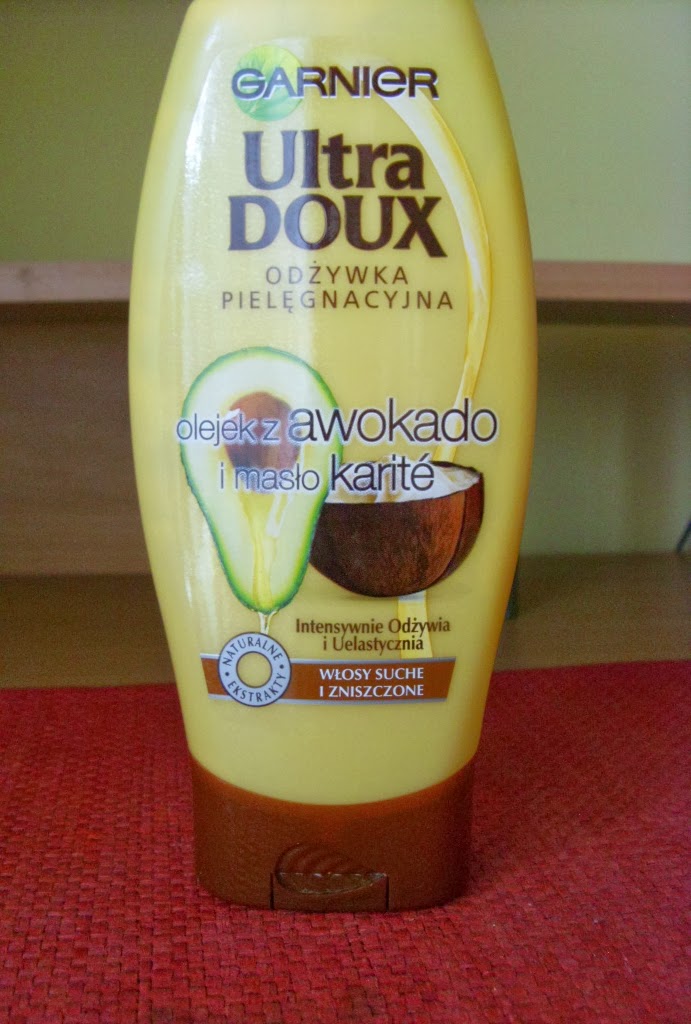 GARNIER
Ultra
DOUX
ODŻYWKA
PIELĘGNACYJNA
olejek z awokado
i masło karité
Intensywnie Odżywia
i Uelastycznia
NATURALNE
EKSTRAKTY
WŁOSY SUCHE
I ZNISZCZONE